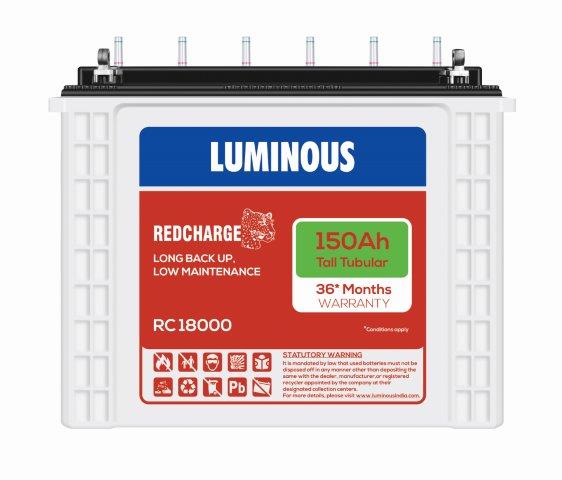 LUMINOUS
REDCHARGE
LONG BACK UP,
LOW MAINTENANCE
RC 18000
150Ah
Tall Tubular
36* Months
WARRANTY
*Conditions apply
STATUTORY WARNING
It is mandated by law that used batteries must not be
disposed off in any manner other than depositing the
same with the dealer, manufacturer,or registered
recycler appointed by the company at their
designated collection centers.
For more details, please visit www.luminousindia.com.
Pb